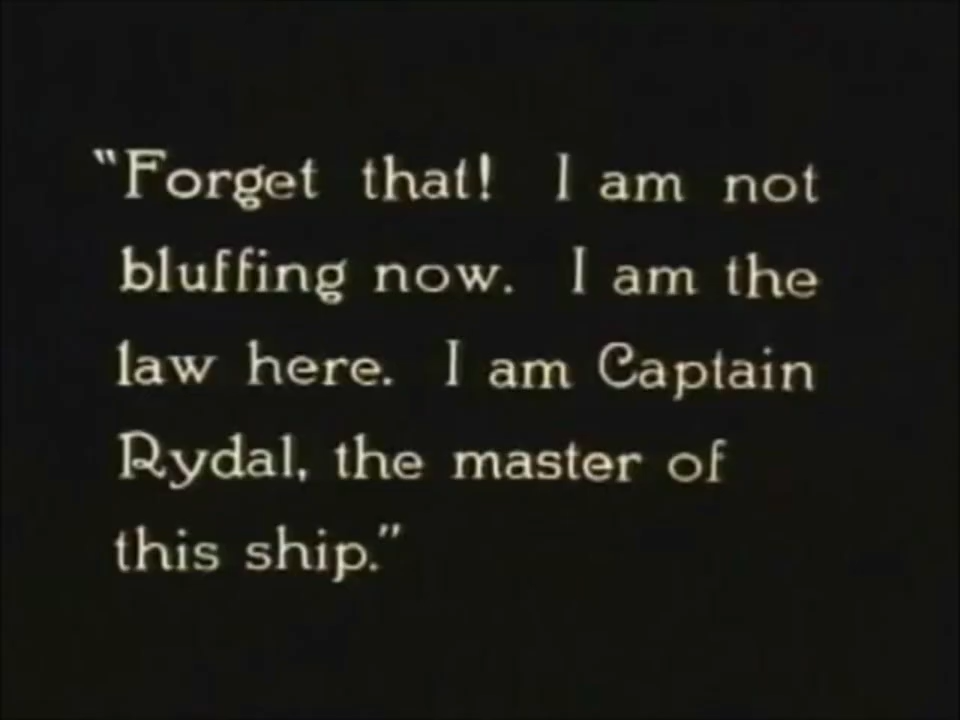 “Forget that! I am not
bluffing now. I am the
law here. I am Captain
Rydal, the master of
this ship.”